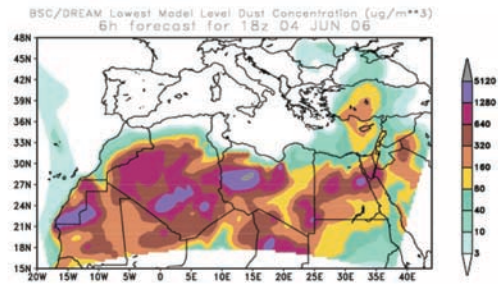 BSC/DREAM Lowest Model Level Dust Concentration (ug/m**3)
6h forecast for 18z 04 JUN 06
48N
45N
42N
39N
36N
33N
30N
27N
24N
21N
18N
15N
20W 15W 10W 5W 0 5E 10E 15E 20E 25E 30E 35E 40E
5120
1280
640
320
160
80
40
10
3